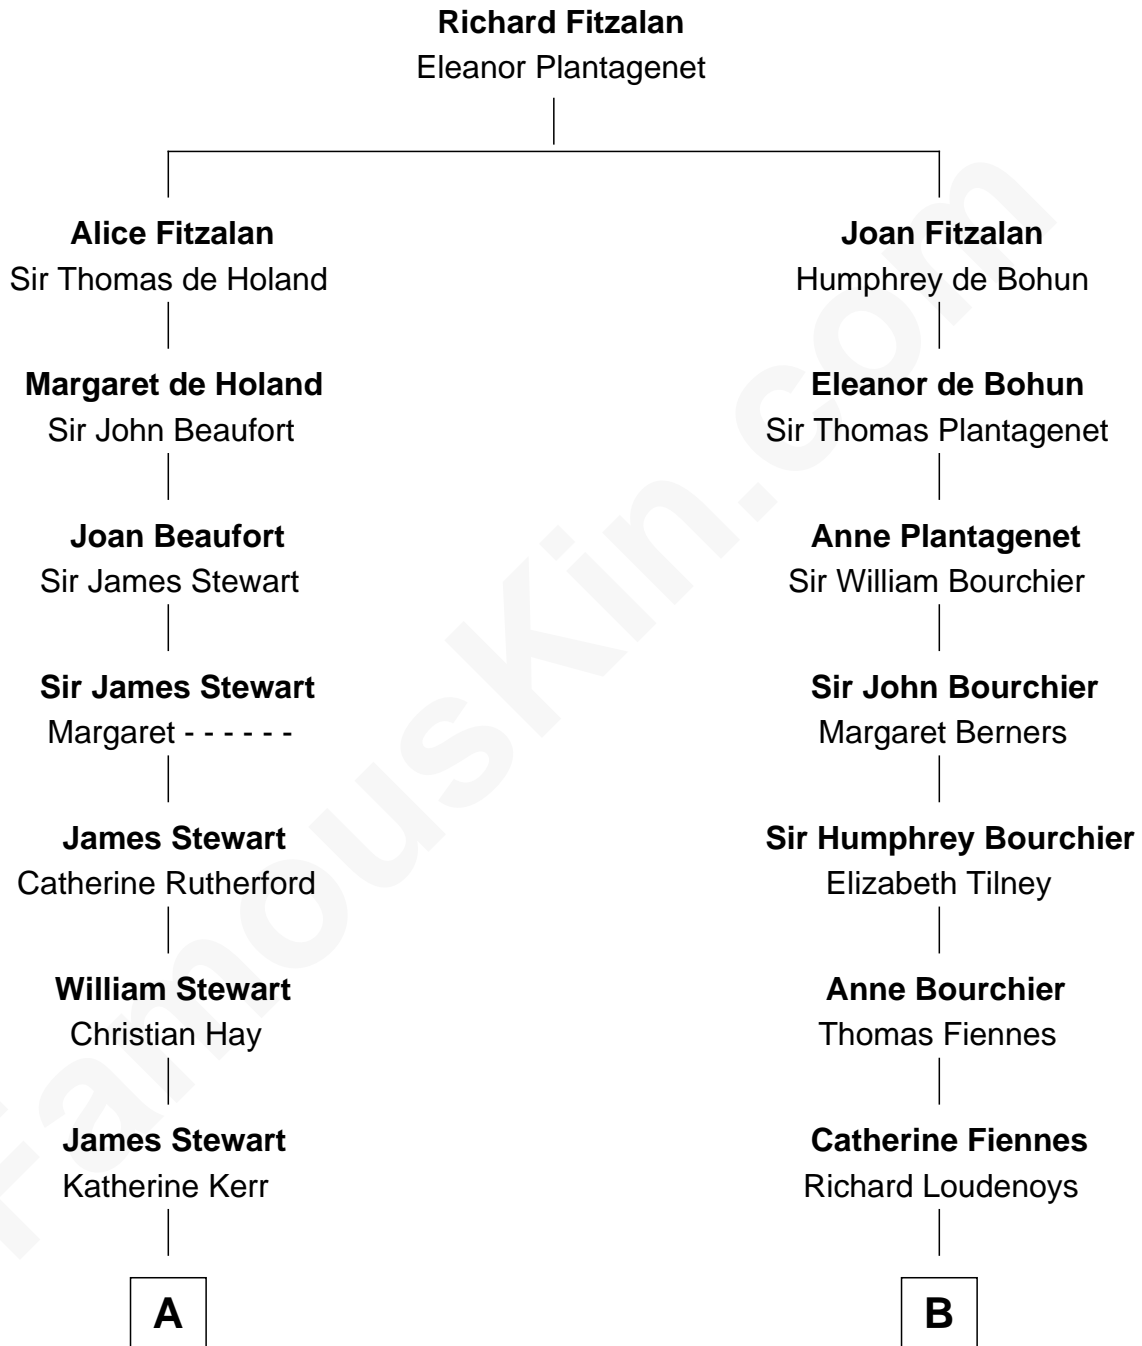 Richard Fitzalan
Eleanor Plantagenet
Alice Fitzalan
Sir Thomas de Holand
Margaret de Holand
Sir John Beaufort
Joan Beaufort
Sir James Stewart
Sir James Stewart
Margaret - - - - - -
James Stewart
Catherine Rutherford
William Stewart
Christian Hay
James Stewart
Katherine Kerr
A
Joan Fitzalan
Humphrey de Bohun
Eleanor de Bohun
Sir Thomas Plantagenet
Anne Plantagenet
Sir William Bourchier
Sir John Bourchier
Margaret Berners
Sir Humphrey Bourchier
Elizabeth Tilney
Anne Bourchier
Thomas Fiennes
Catherine Fiennes
Richard Loudenoys
B
FamousKin.com